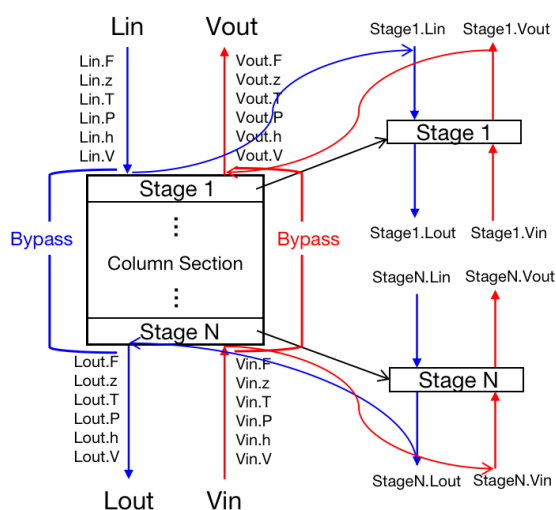 Lin
Vout
Stage1.Lin
Stage1.Vout
Lin.F
Lin.z
Lin.T
Lin.P
Lin.h
Lin.V
Vout.F
Vout.z
Vout.T
Vout.P
Vout.h
Vout.V
Stage 1
Stage 1
Stage1.Lout
Stage1.Vin
Bypass
Column Section
Bypass
Stage N
StageN.Lin
StageN.Vout
Stage N
Lout.F
Lout.z
Lout.T
Lout.P
Lout.h
Lout.V
Vin.F
Vin.z
Vin.T
Vin.P
Vin.h
Vin.V
StageN.Lout
StageN.Vin
Lout
Vin